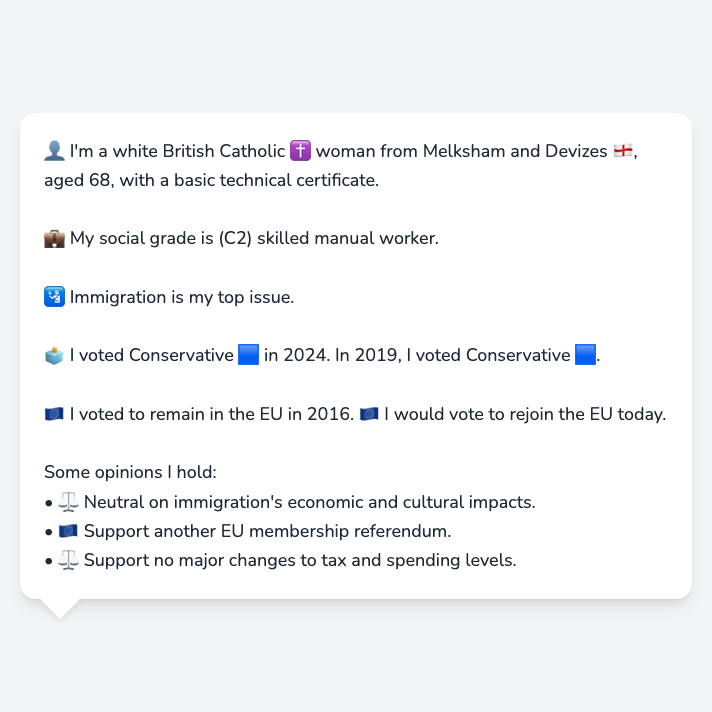 👤 I'm a white British Catholic ✝️ woman from Melksham and Devizes 🏴󠁧󠁢󠁥󠁮󠁧󠁿,
aged 68, with a basic technical certificate.
💼 My social grade is (C2) skilled manual worker.
🛂 Immigration is my top issue.
🗳️ I voted Conservative 🟦 in 2024. In 2019, I voted Conservative 🟦.
🇪🇺 I voted to remain in the EU in 2016. 🇪🇺 I would vote to rejoin the EU today.
Some opinions I hold:
• ⚖️ Neutral on immigration's economic and cultural impacts.
• 🇪🇺 Support another EU membership referendum.
• ⚖️ Support no major changes to tax and spending levels.